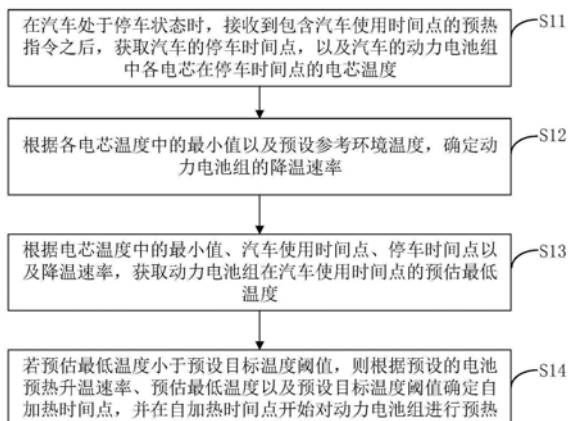 在汽车处于停车状态时，接收到包含汽车使用时间点的预热
指令之后，获取汽车的停车时间点，以及汽车的动力电池组
中各电芯在停车时间点的电芯温度
S11
根据各电芯温度中的最小值以及预设参考环境温度，确定动
力电池组的降温速率
S12
根据电芯温度中的最小值、汽车使用时间点、停车时间点以
及降温速率，获取动力电池组在汽车使用时间点的预估最低
温度
S13
若预估最低温度小于预设目标温度阈值，则根据预设的电池
预热升温速率、预估最低温度以及预设目标温度阈值确定自
加热时间点，并在自加热时间点开始对动力电池组进行预热
S14